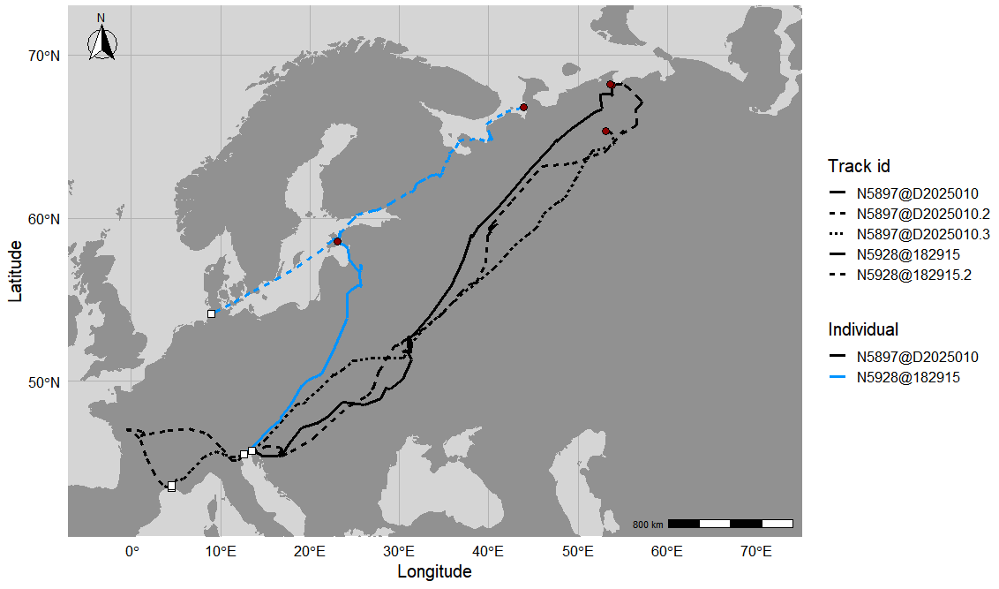 N
70°N
60°N
50°N
Latitude
0°
10°E
20°E
30°E
40°E
50°E
60°E
70°E
Longitude
800 km
Track id
N5897@D2025010
N5897@D2025010.2
N5897@D2025010.3
N5928@182915
N5928@182915.2
Individual
N5897@D2025010
N5928@182915